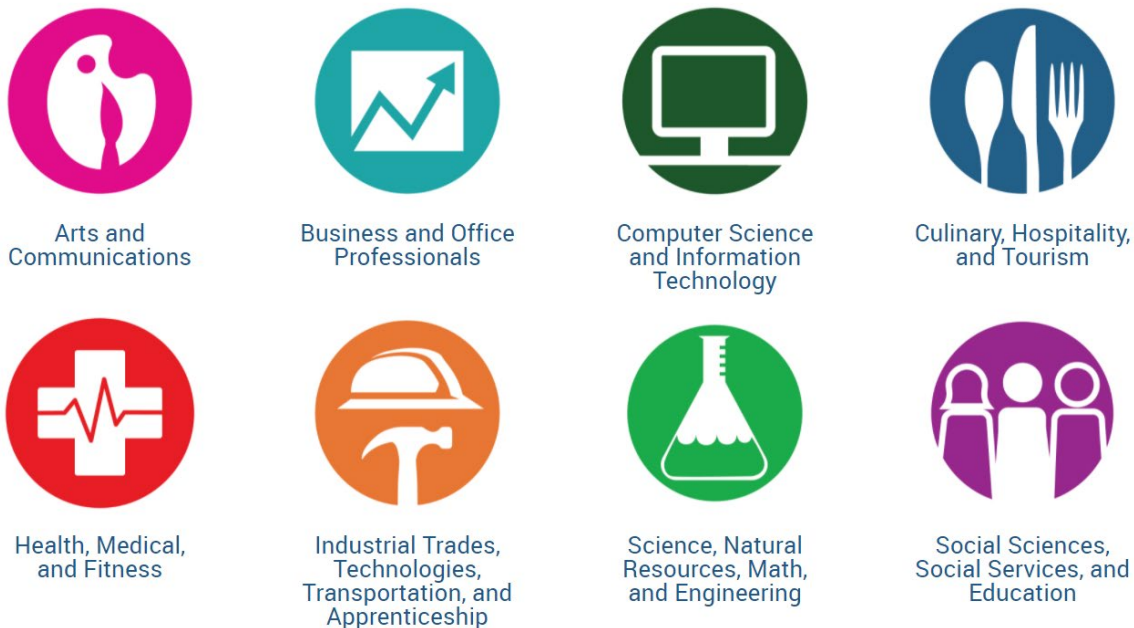 Arts and
Communications
Business and Office
Professionals
Computer Science
and Information
Technology
Culinary, Hospitality,
and Tourism
Health, Medical,
and Fitness
Industrial Trades,
Technologies,
Transportation, and
Apprenticeship
Science, Natural
Resources, Math,
and Engineering
Social Sciences,
Social Services, and
Education